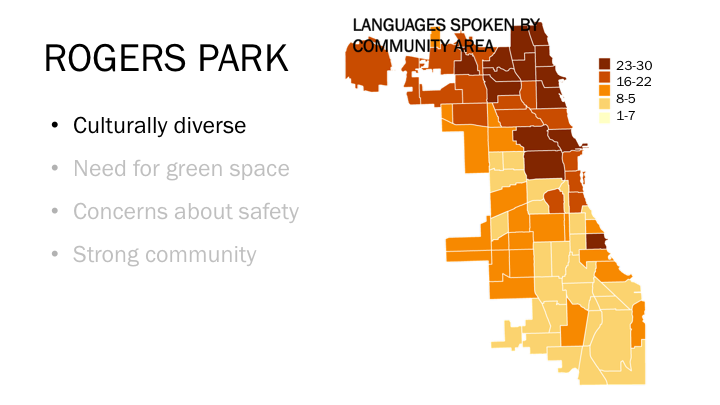 LANGUAGES SPOKEN BY
COMMUNITY AREA
ROGERS PARK
• Culturally diverse
• Need for green space
• Concerns about safety
• Strong community
23-30
16-22
8-5
1-7